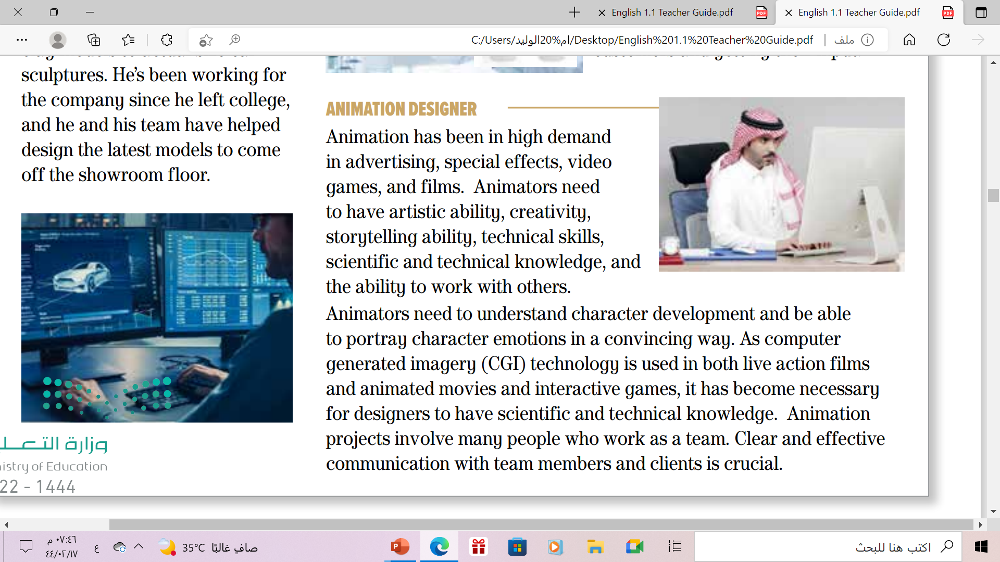 English 1.1 Teacher Guide.pdf
English 1.1 Teacher Guide.pdf
C:/Users/ام%20الوليد/Desktop/English%201.1%20Teacher%20Guide.pdf
ملف
sculptures. He’s been working for
the company since he left college,
and he and his team have helped
design the latest models to come
off the showroom floor.
ANIMATION DESIGNER
Animation has been in high demand
in advertising, special effects, video
games, and films. Animators need
to have artistic ability, creativity,
storytelling ability, technical skills,
scientific and technical knowledge, and
the ability to work with others.
Animators need to understand character development and be able
to portray character emotions in a convincing way. As computer
generated imagery (CGI) technology is used in both live action films
and animated movies and interactive games, it has become necessary
for designers to have scientific and technical knowledge. Animation
projects involve many people who work as a team. Clear and effective
communication with team members and clients is crucial.
وزارة التعلي
nistry of Education
22 - 1444
٠٧:٤٦ م
٤٤/٠٢/١٧
ع
35°C صافٍ غالبًا
اكتب هنا للبحث